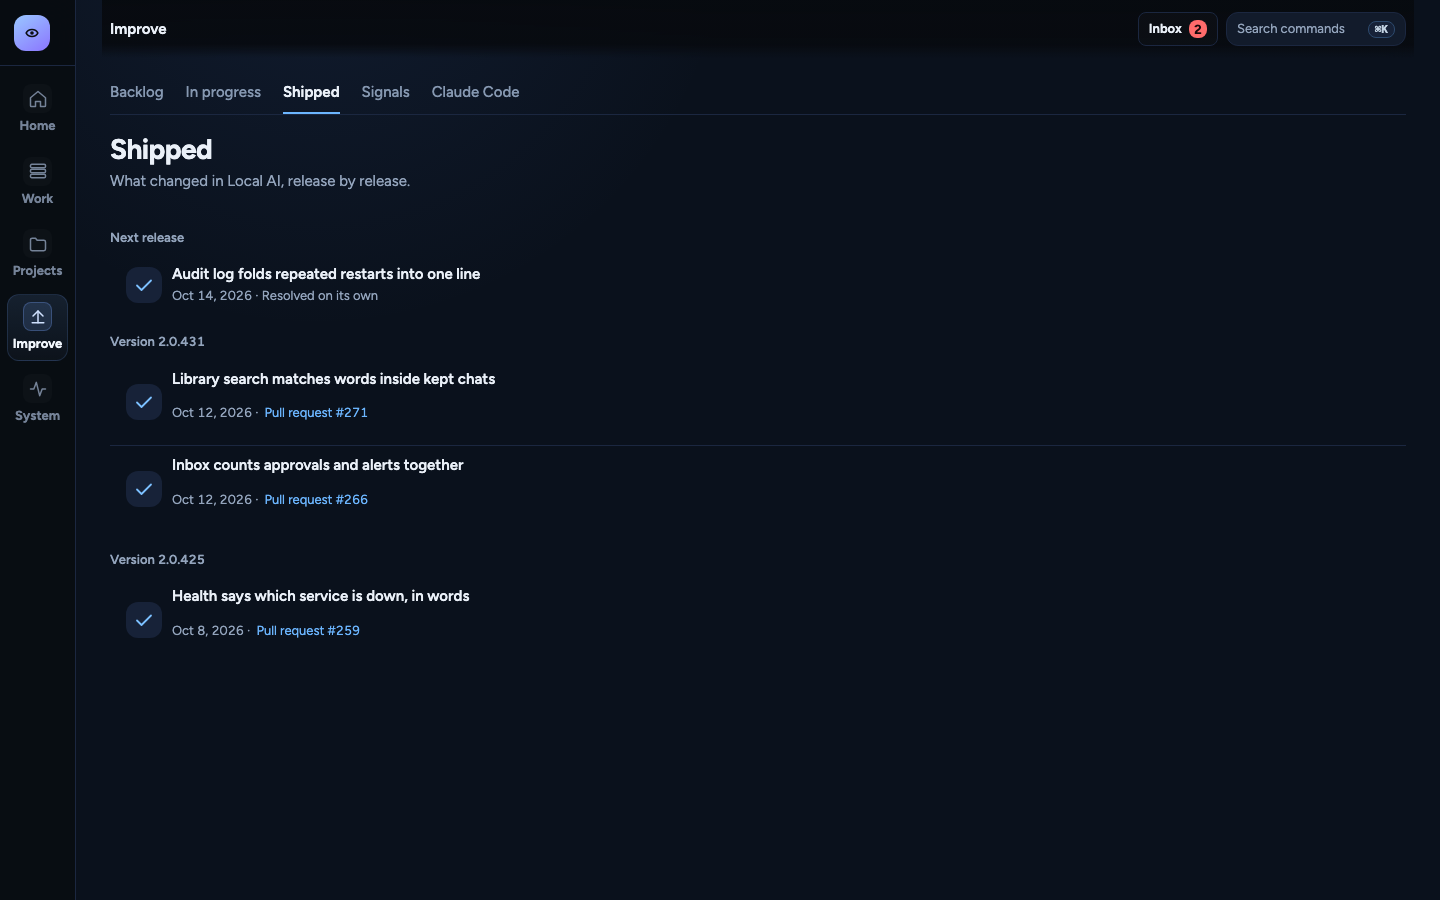 Improve
Inbox 2
Search commands ⌘K
Home
Work
Projects
Improve
System
Backlog In progress Shipped Signals Claude Code
Shipped
What changed in Local AI, release by release.
Next release
Audit log folds repeated restarts into one line
Oct 14, 2026 · Resolved on its own
Version 2.0.431
Library search matches words inside kept chats
Oct 12, 2026 · Pull request #271
Inbox counts approvals and alerts together
Oct 12, 2026 · Pull request #266
Version 2.0.425
Health says which service is down, in words
Oct 8, 2026 · Pull request #259